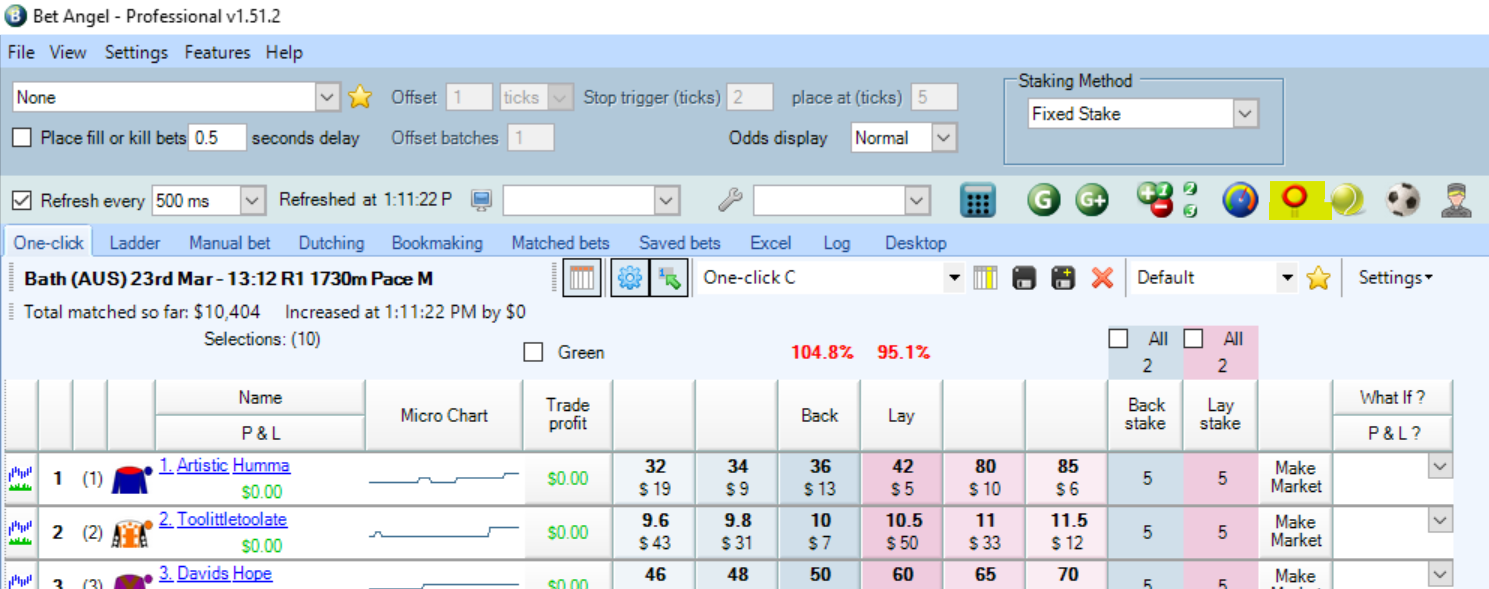 Bet Angel - Professional v1.51.2
File View Settings Features Help
None Offset 1 ticks Stop trigger (ticks) 2 place at (ticks) 5 Staking Method
Fixed Stake
Place fill or kill bets 0.5 seconds delay Offset batches 1 Odds display Normal
Refresh every 500 ms Refreshed at 1:11:22 P G G+
One-click Ladder Manual bet Dutching Bookmaking Matched bets Saved bets Excel Log Desktop
Bath (AUS) 23rd Mar - 13:12 R1 1730m Pace M One-click C Default Settings
Total matched so far: $10,404 Increased at 1:11:22 PM by $0
Selections: (10) Green 104.8% 95.1% All All
2 2
Name Micro Chart Trade profit Back Lay Back stake Lay stake What If ?
P & L P & L ?
1 (1) 1. Artistic Humma $0.00 32 34 36 42 80 85 5 5 Make Market
$0.00 $ 19 $ 9 $ 13 $ 5 $ 10 $ 6
2 (2) 2. Toolittletoolate $0.00 9.6 9.8 10 10.5 11 11.5 5 5 Make Market
$0.00 $ 43 $ 31 $ 7 $ 50 $ 33 $ 12
3 (3) 3. Davids Hope $0.00 46 48 50 60 65 70 5 5 Make